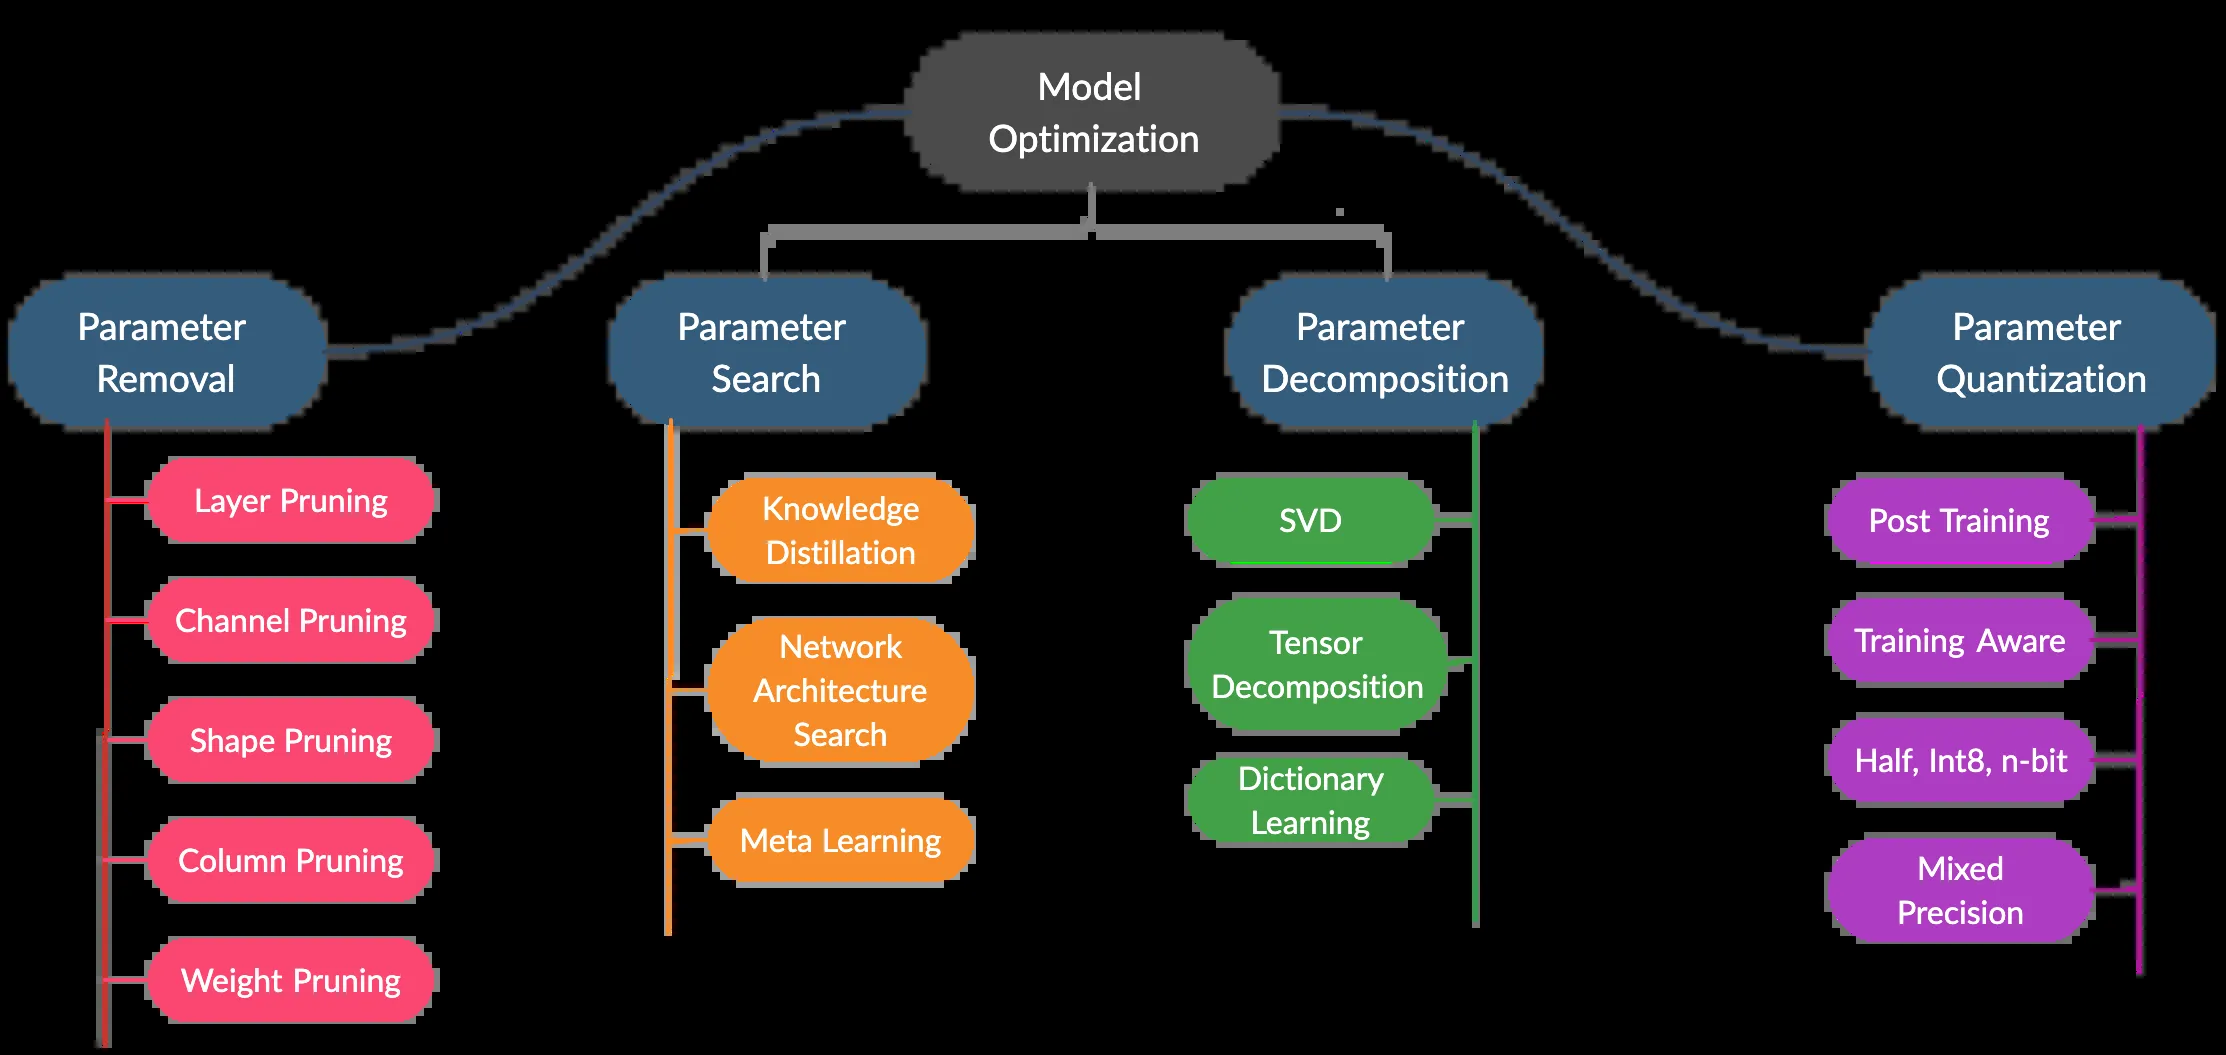 Model
Optimization
Parameter
Removal
Parameter
Search
Parameter
Decomposition
Parameter
Quantization
Layer Pruning
Channel Pruning
Shape Pruning
Column Pruning
Weight Pruning
Knowledge
Distillation
Network
Architecture
Search
Meta Learning
SVD
Tensor
Decomposition
Dictionary
Learning
Post Training
Training Aware
Half, Int8, n-bit
Mixed
Precision